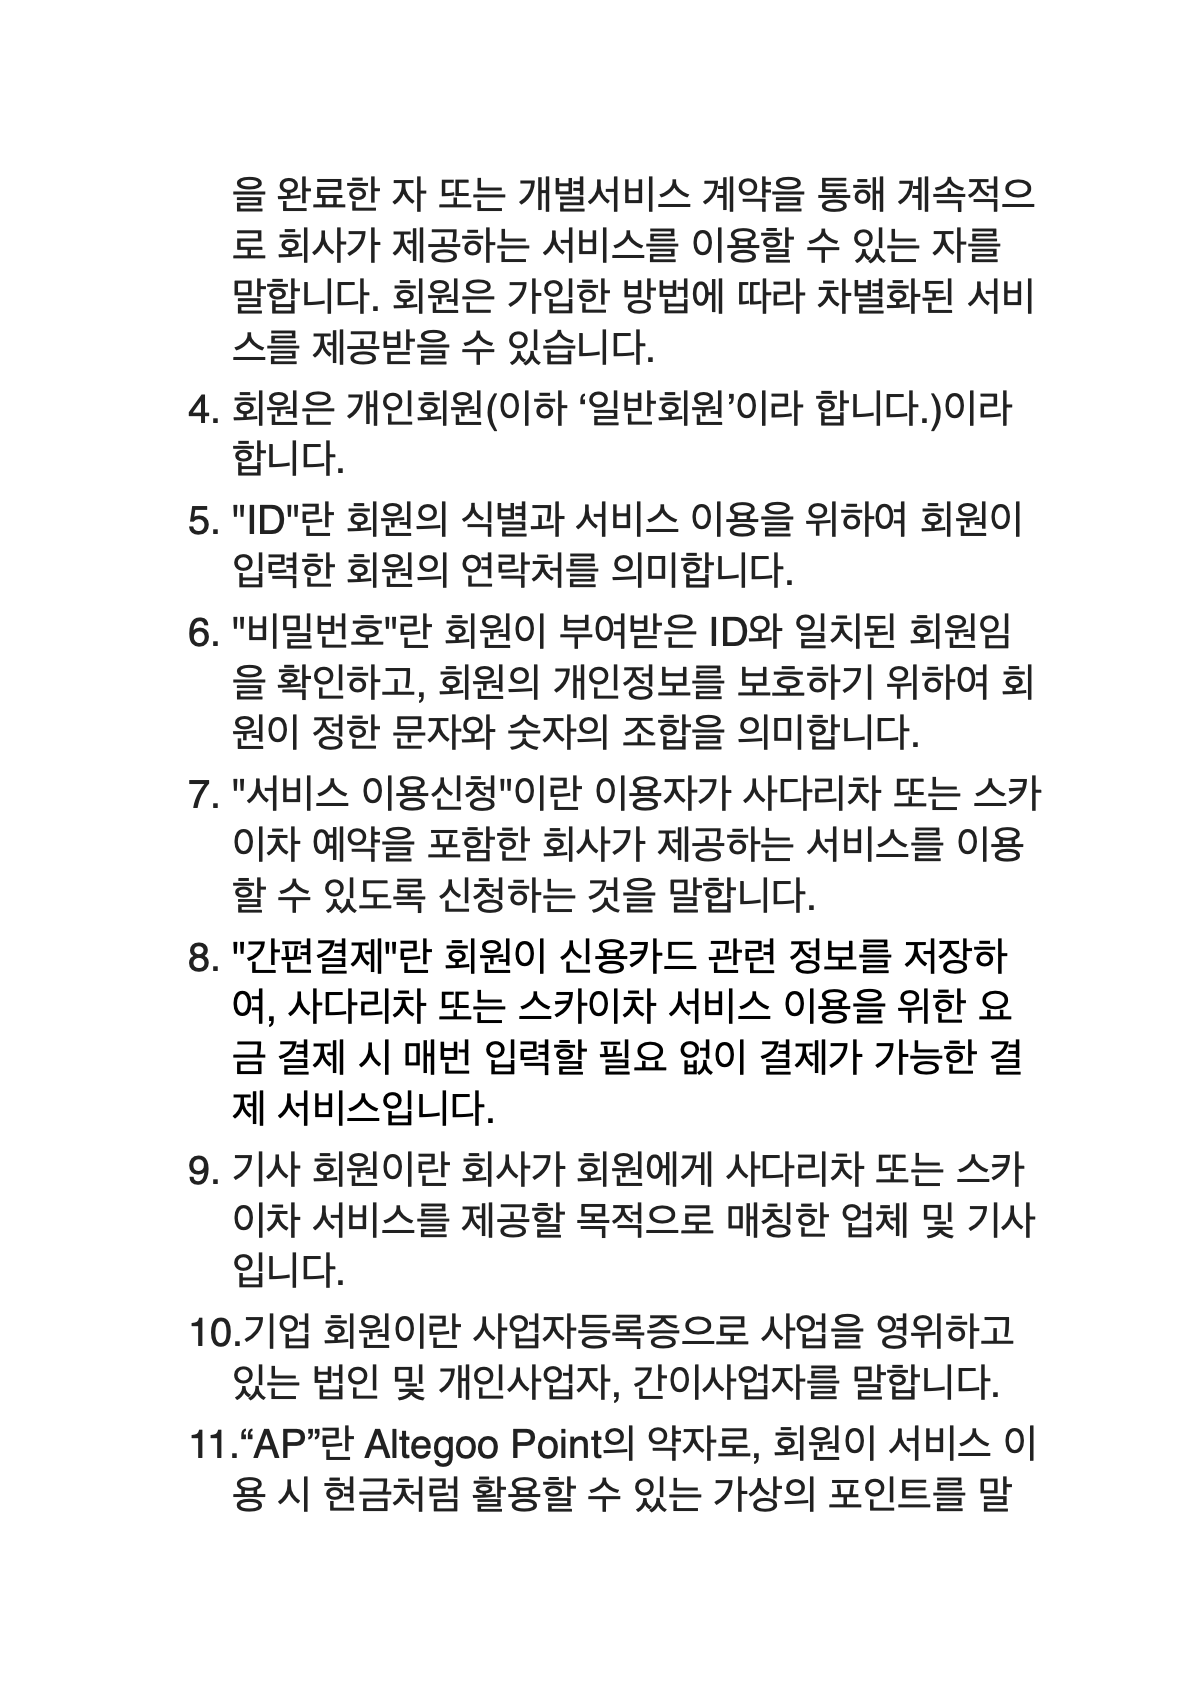 을 완료한 자 또는 개별서비스 계약을 통해 계속적으
로 회사가 제공하는 서비스를 이용할 수 있는 자를
말합니다. 회원은 가입한 방법에 따라 차별화된 서비
스를 제공받을 수 있습니다.
4. 회원은 개인회원(이하 ‘일반회원’이라 합니다.)이라
합니다.
5. "ID"란 회원의 식별과 서비스 이용을 위하여 회원이
입력한 회원의 연락처를 의미합니다.
6. "비밀번호"란 회원이 부여받은 ID와 일치된 회원임
을 확인하고, 회원의 개인정보를 보호하기 위하여 회
원이 정한 문자와 숫자의 조합을 의미합니다.
7. "서비스 이용신청"이란 이용자가 사다리차 또는 스카
이차 예약을 포함한 회사가 제공하는 서비스를 이용
할 수 있도록 신청하는 것을 말합니다.
8. "간편결제"란 회원이 신용카드 관련 정보를 저장하
여, 사다리차 또는 스카이차 서비스 이용을 위한 요
금 결제 시 매번 입력할 필요 없이 결제가 가능한 결
제 서비스입니다.
9. 기사 회원이란 회사가 회원에게 사다리차 또는 스카
이차 서비스를 제공할 목적으로 매칭한 업체 및 기사
입니다.
10.기업 회원이란 사업자등록증으로 사업을 영위하고
있는 법인 및 개인사업자, 간이사업자를 말합니다.
11.“AP”란 Altegoo Point의 약자로, 회원이 서비스 이
용 시 현금처럼 활용할 수 있는 가상의 포인트를 말